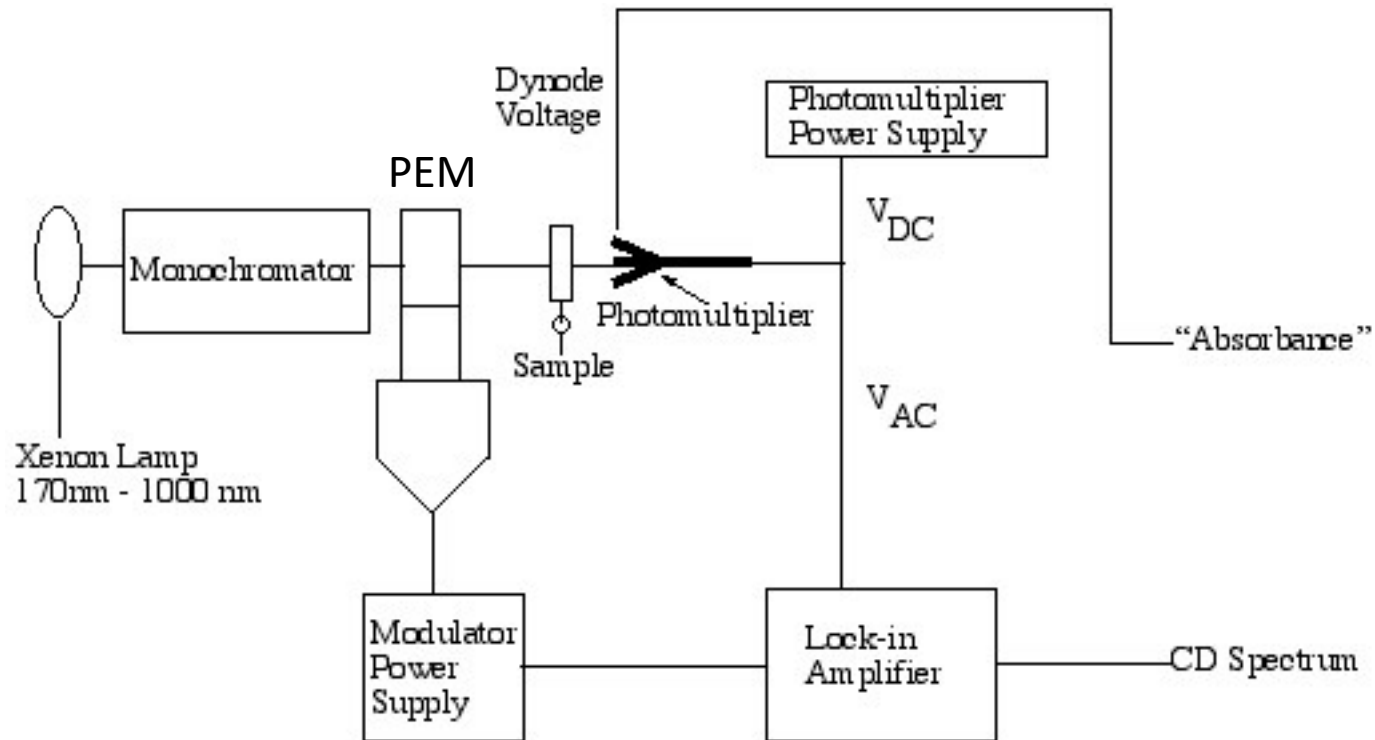 Dynode
Voltage
Photomultiplier
Power Supply
PEM
V DC
Monochromator
Photomultiplier
"Absorbance"
Sample
V AC
Xenon Lamp
170nm - 1000 nm
Modulator
Power
Supply
Lock-in
Amplifier
CD Spectrum